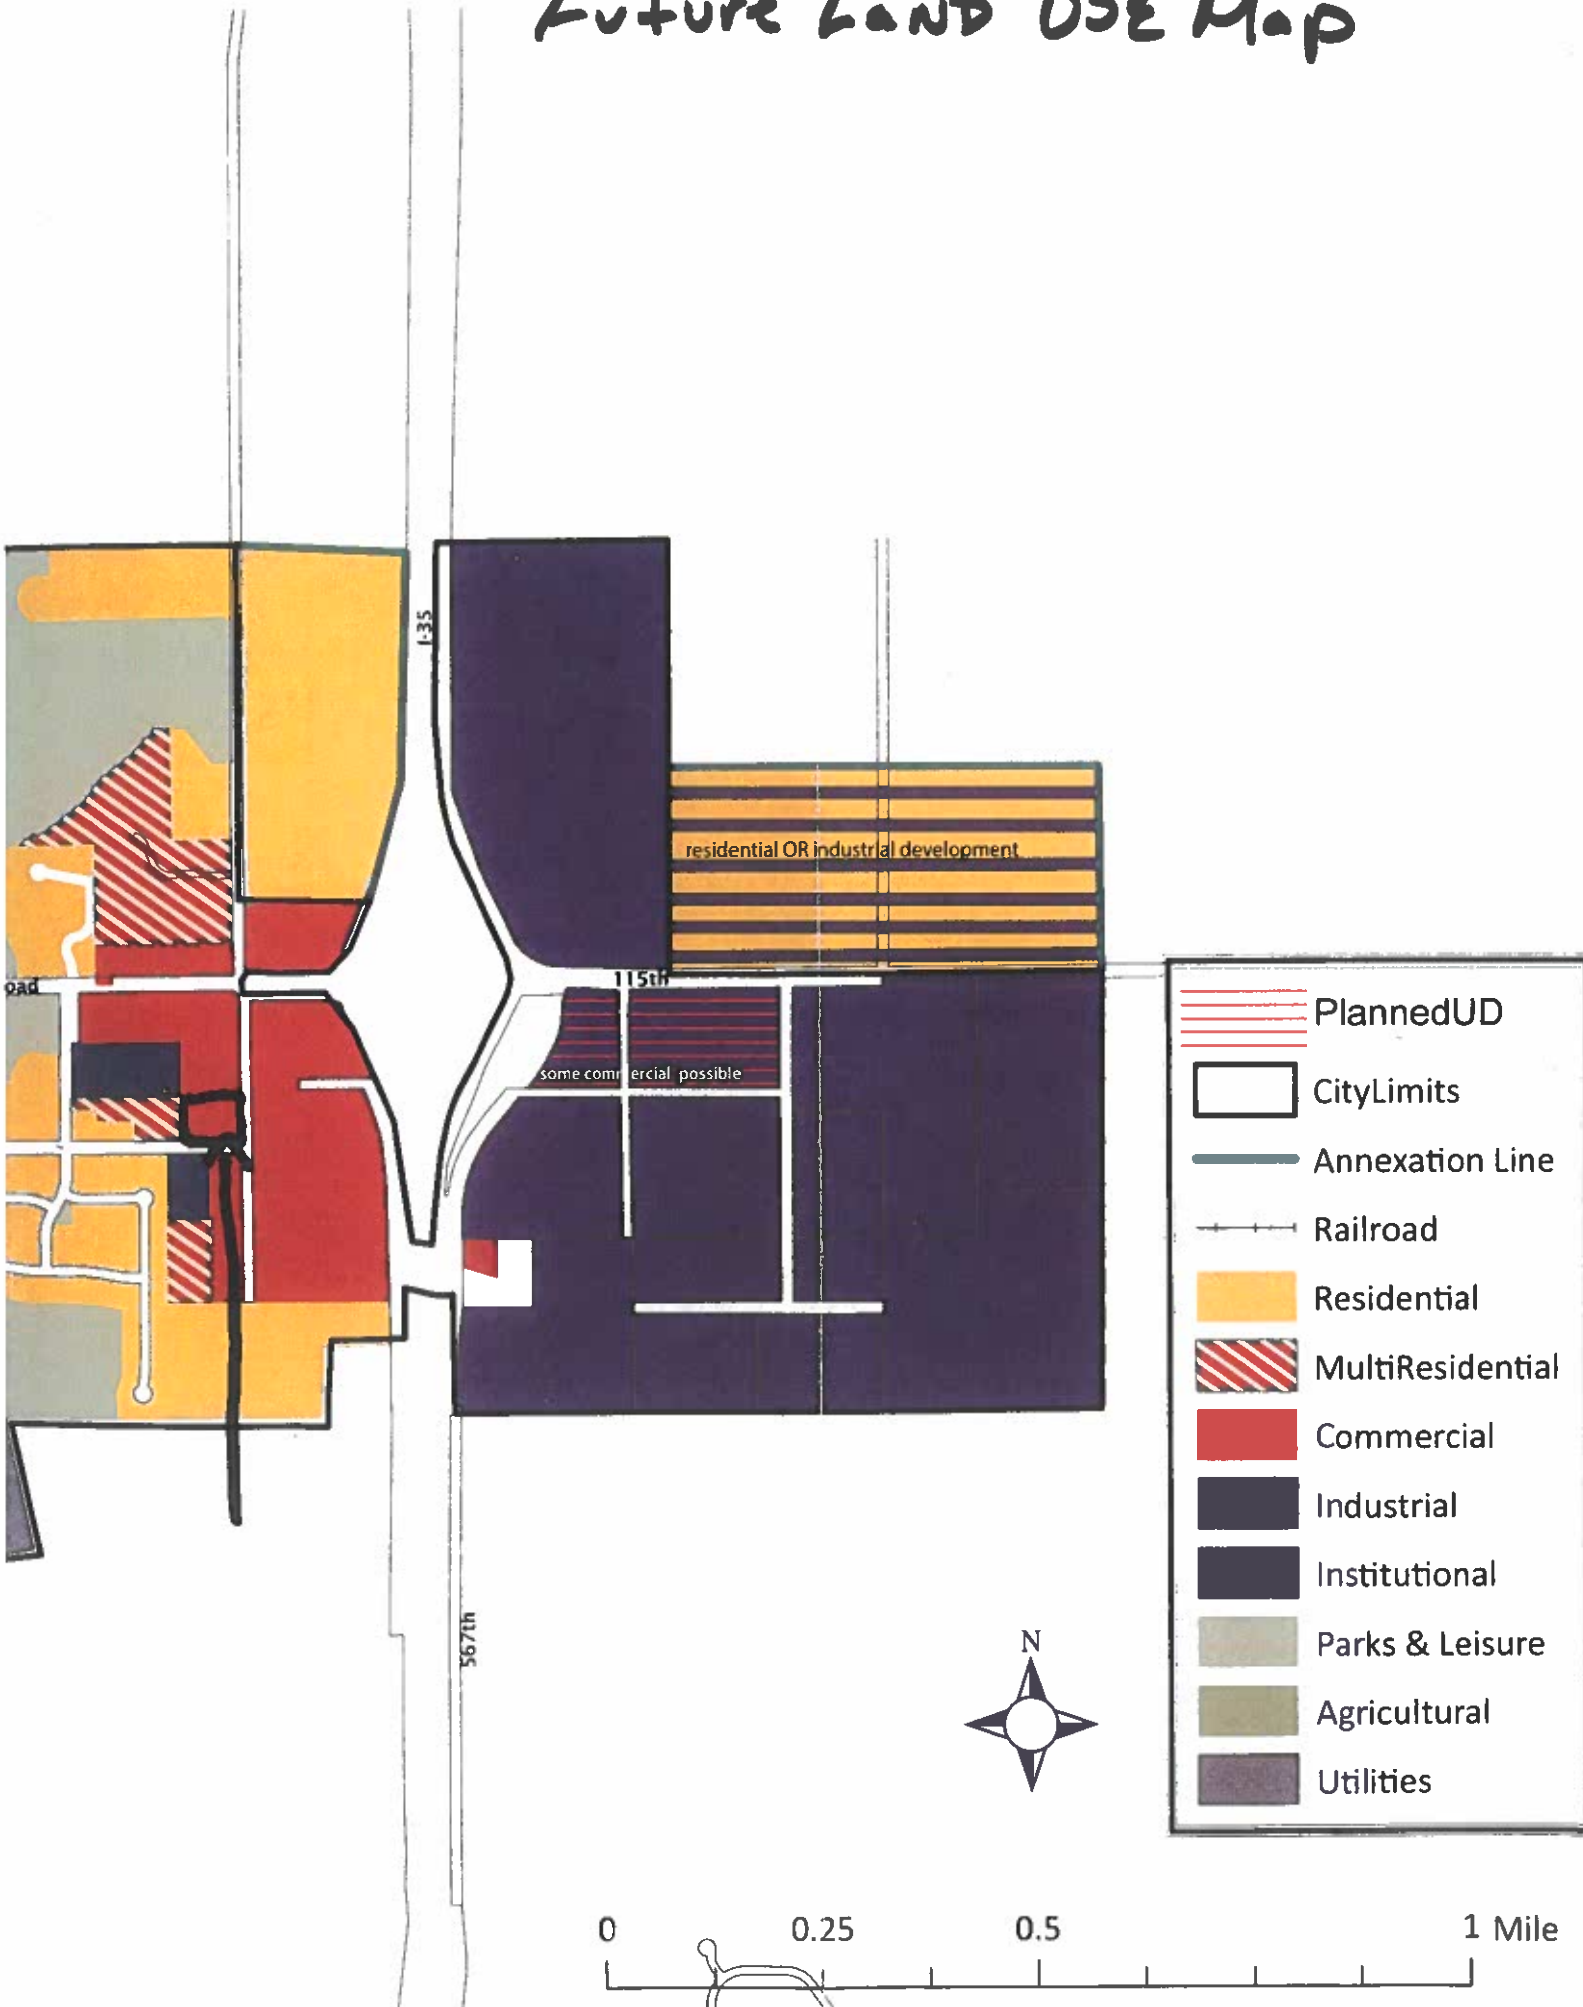 Future Land Use Map
I-35
residential OR industrial development
oad
115th
some commercial possible
567th
N
PlannedUD
CityLimits
Annexation Line
Railroad
Residential
MultiResidential
Commercial
Industrial
Institutional
Parks & Leisure
Agricultural
Utilities
0 0.25 0.5 1 Mile